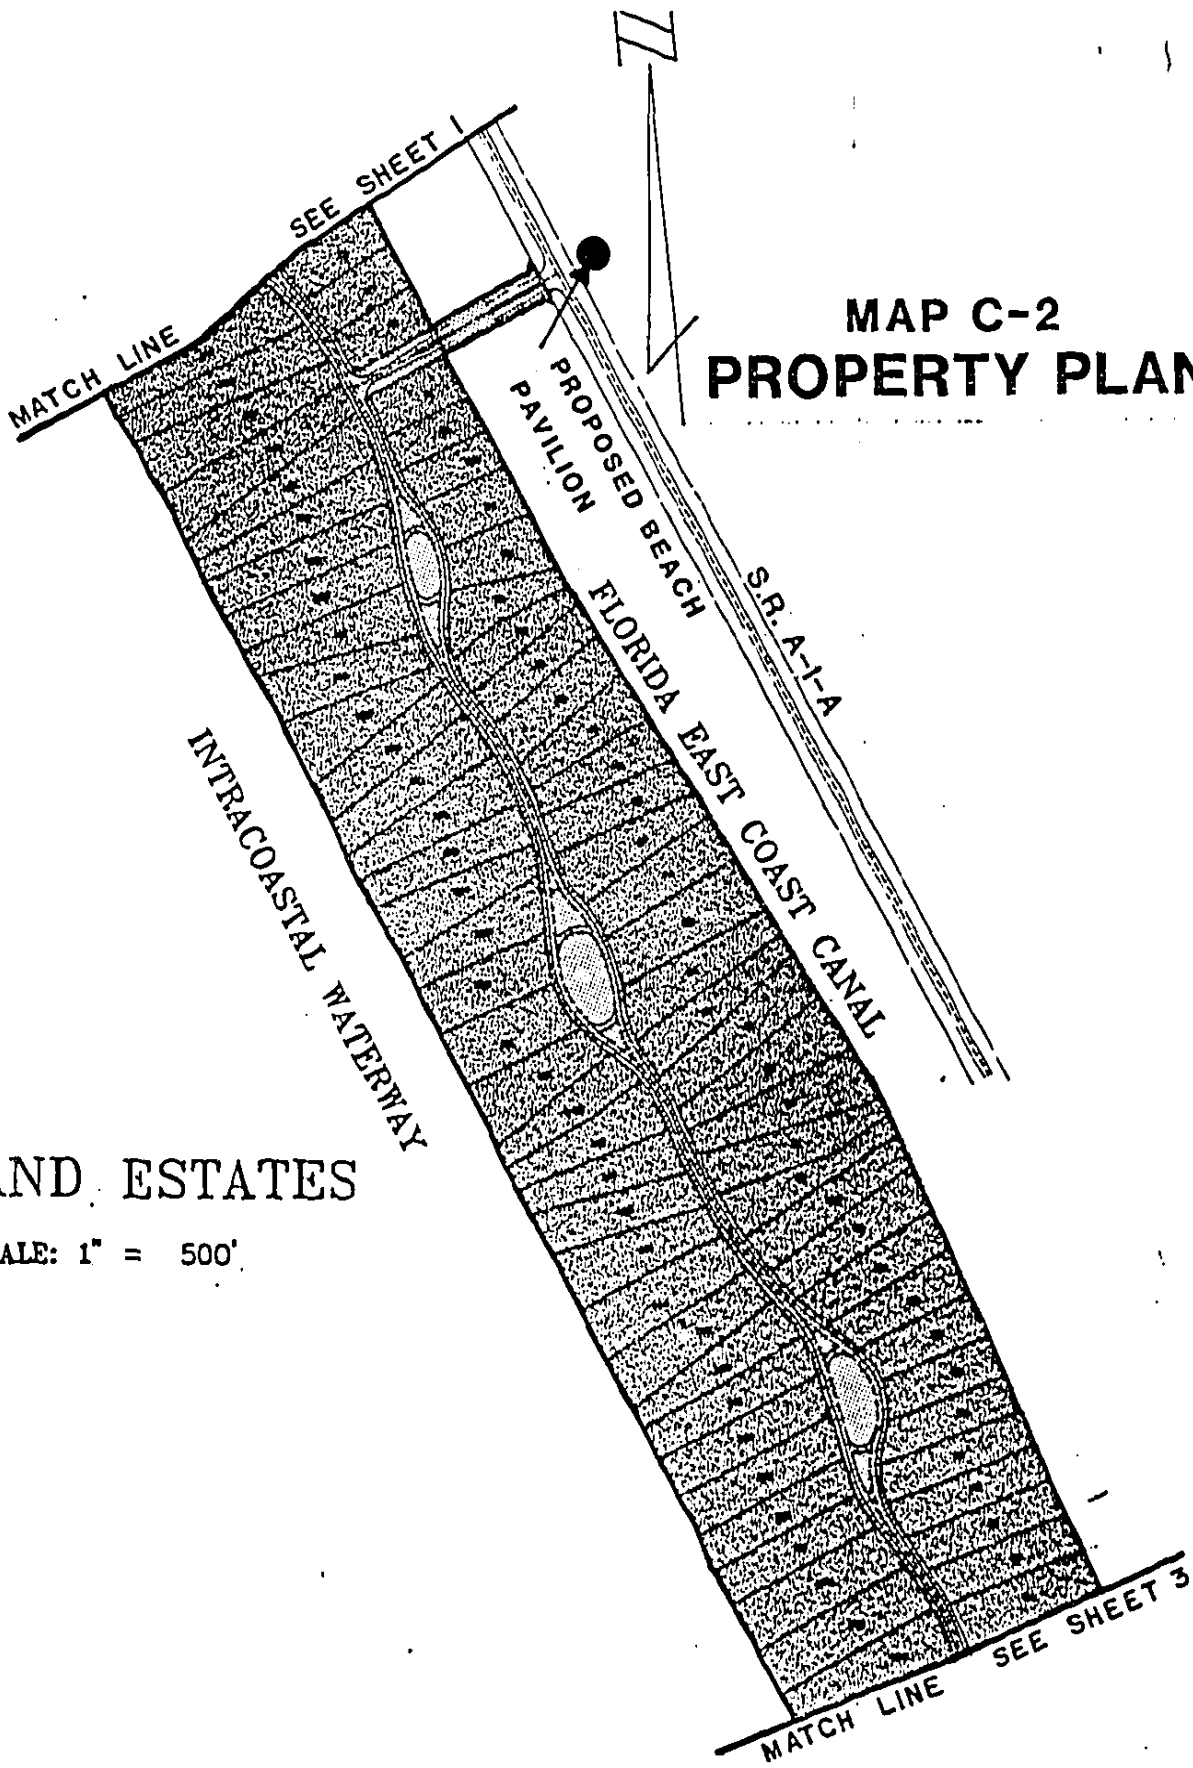 N
SEE SHEET 1
MATCH LINE
MAP C-2
PROPERTY PLAN
PROPOSED BEACH
PAVILION
S.R. A-1-A
FLORIDA EAST COAST CANAL
INTRACOASTAL WATERWAY
AND ESTATES
ALE: 1" = 500'
MATCH LINE SEE SHEET 3